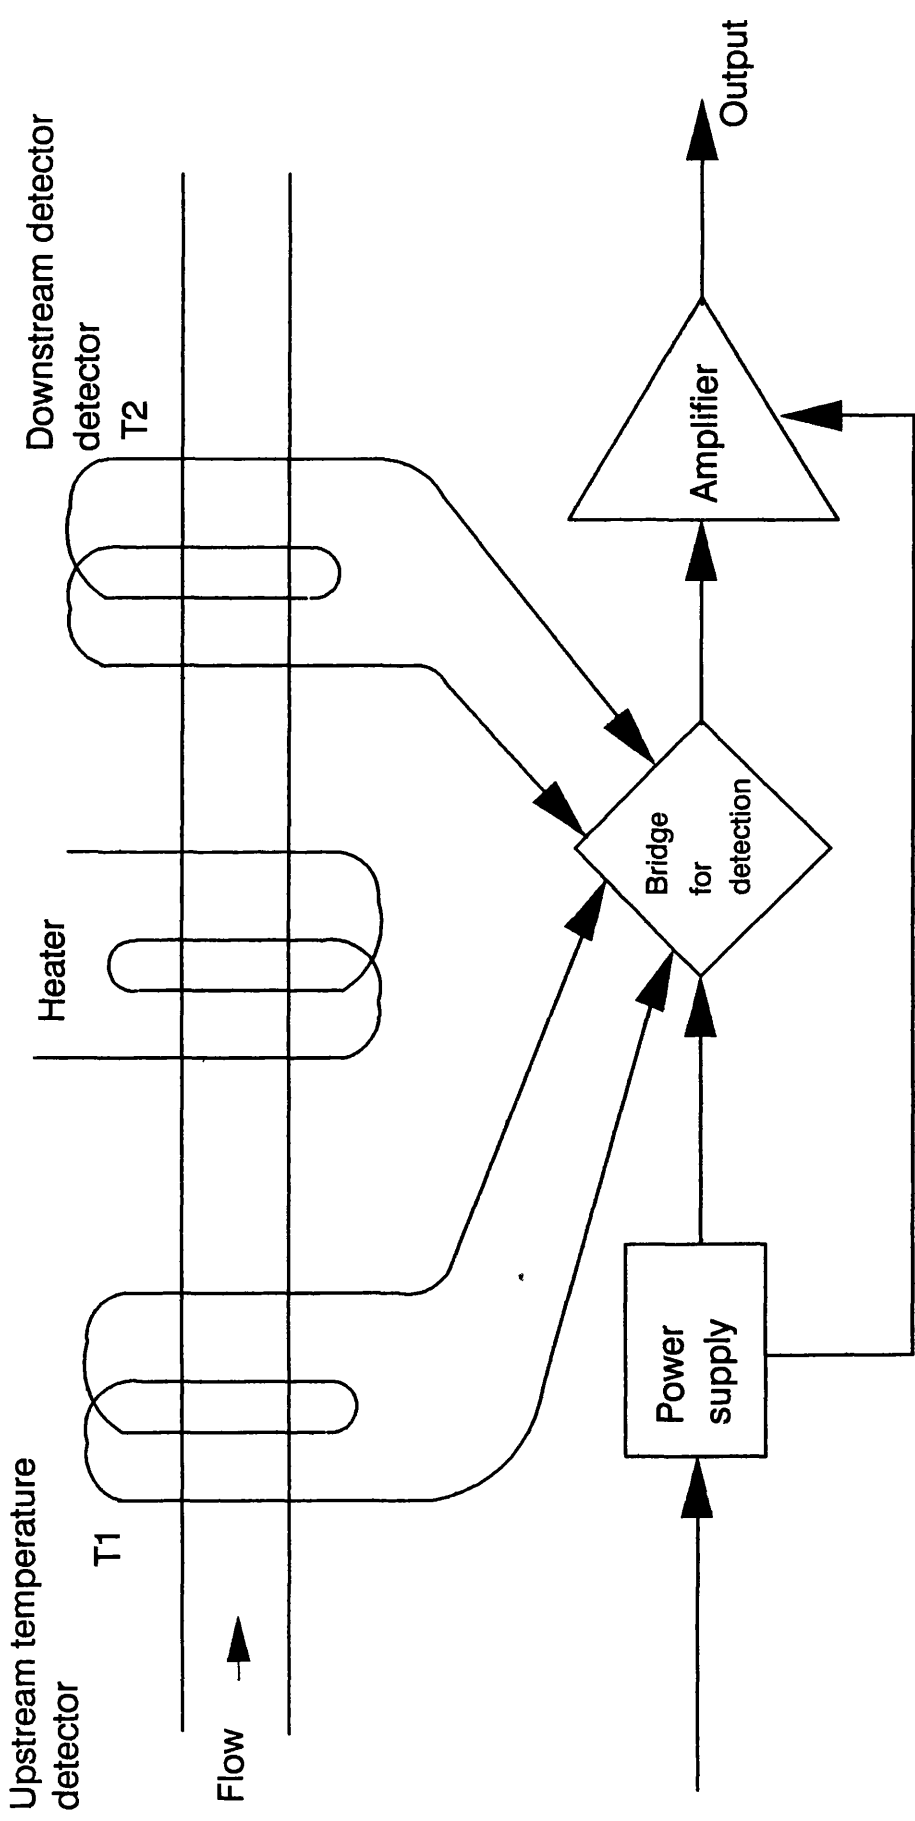 Upstream temperature
detector
T1
Flow
Heater
Downstream detector
detector
T2
Power
supply
Bridge
for
detection
Amplifier
Output